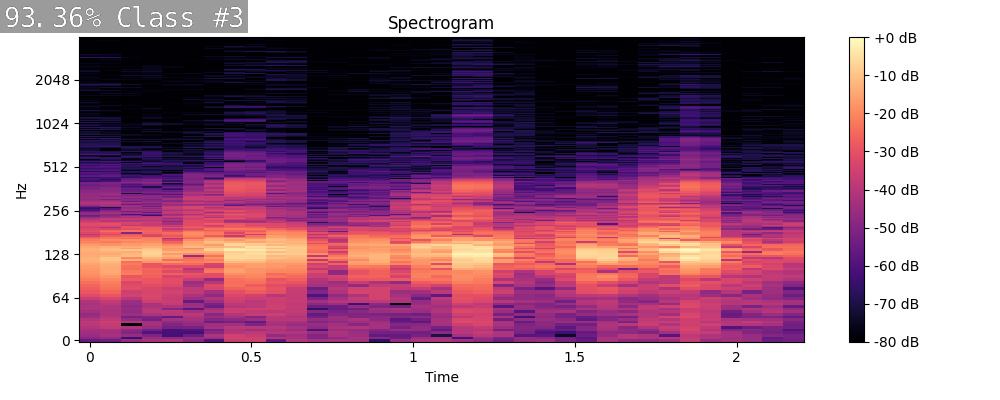 93.36% Class #3
Spectrogram
+0 dB
2048
-10 dB
1024
-20 dB
512
-30 dB
Hz
-40 dB
256
-50 dB
128
-60 dB
64
-70 dB
0
-80 dB
0 0.5 1 1.5 2
Time